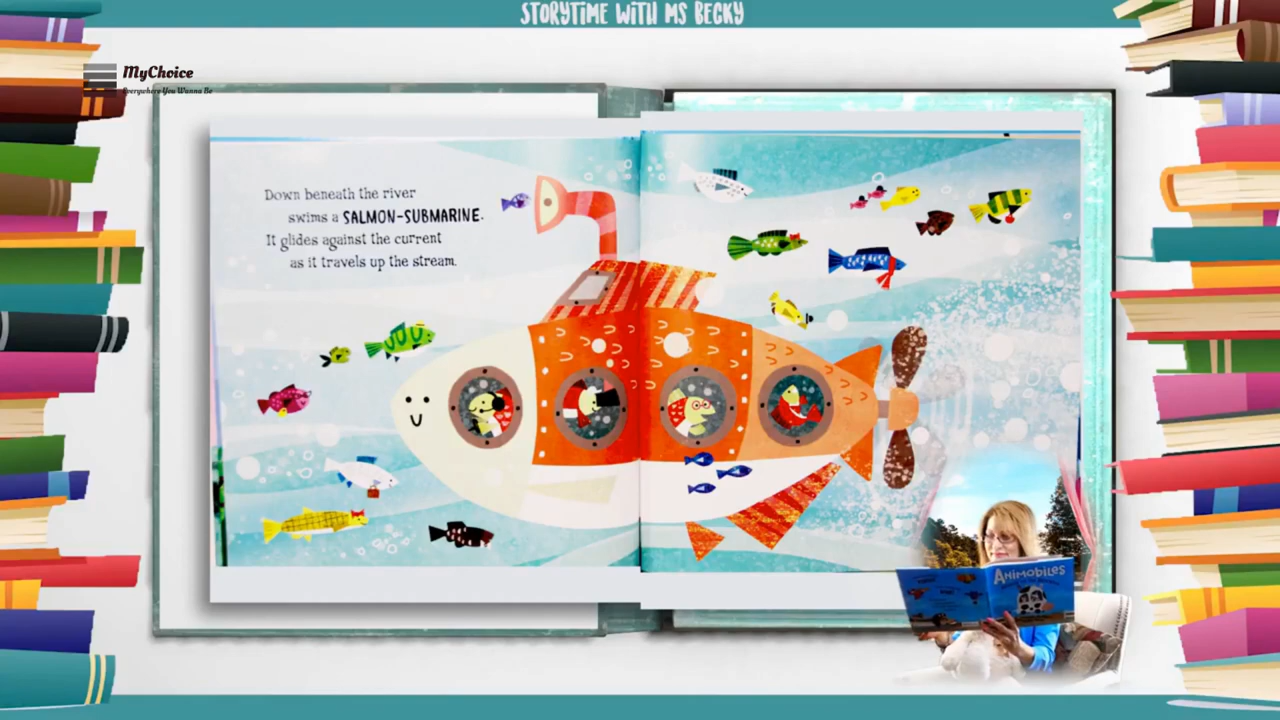 STORYTIME WITH MS BECKY
MyChoice
Everywhere You Wanna Be
Down beneath the river
swims a SALMON-SUBMARINE.
It glides against the current
as it travels up the stream.
ANIMOBILES